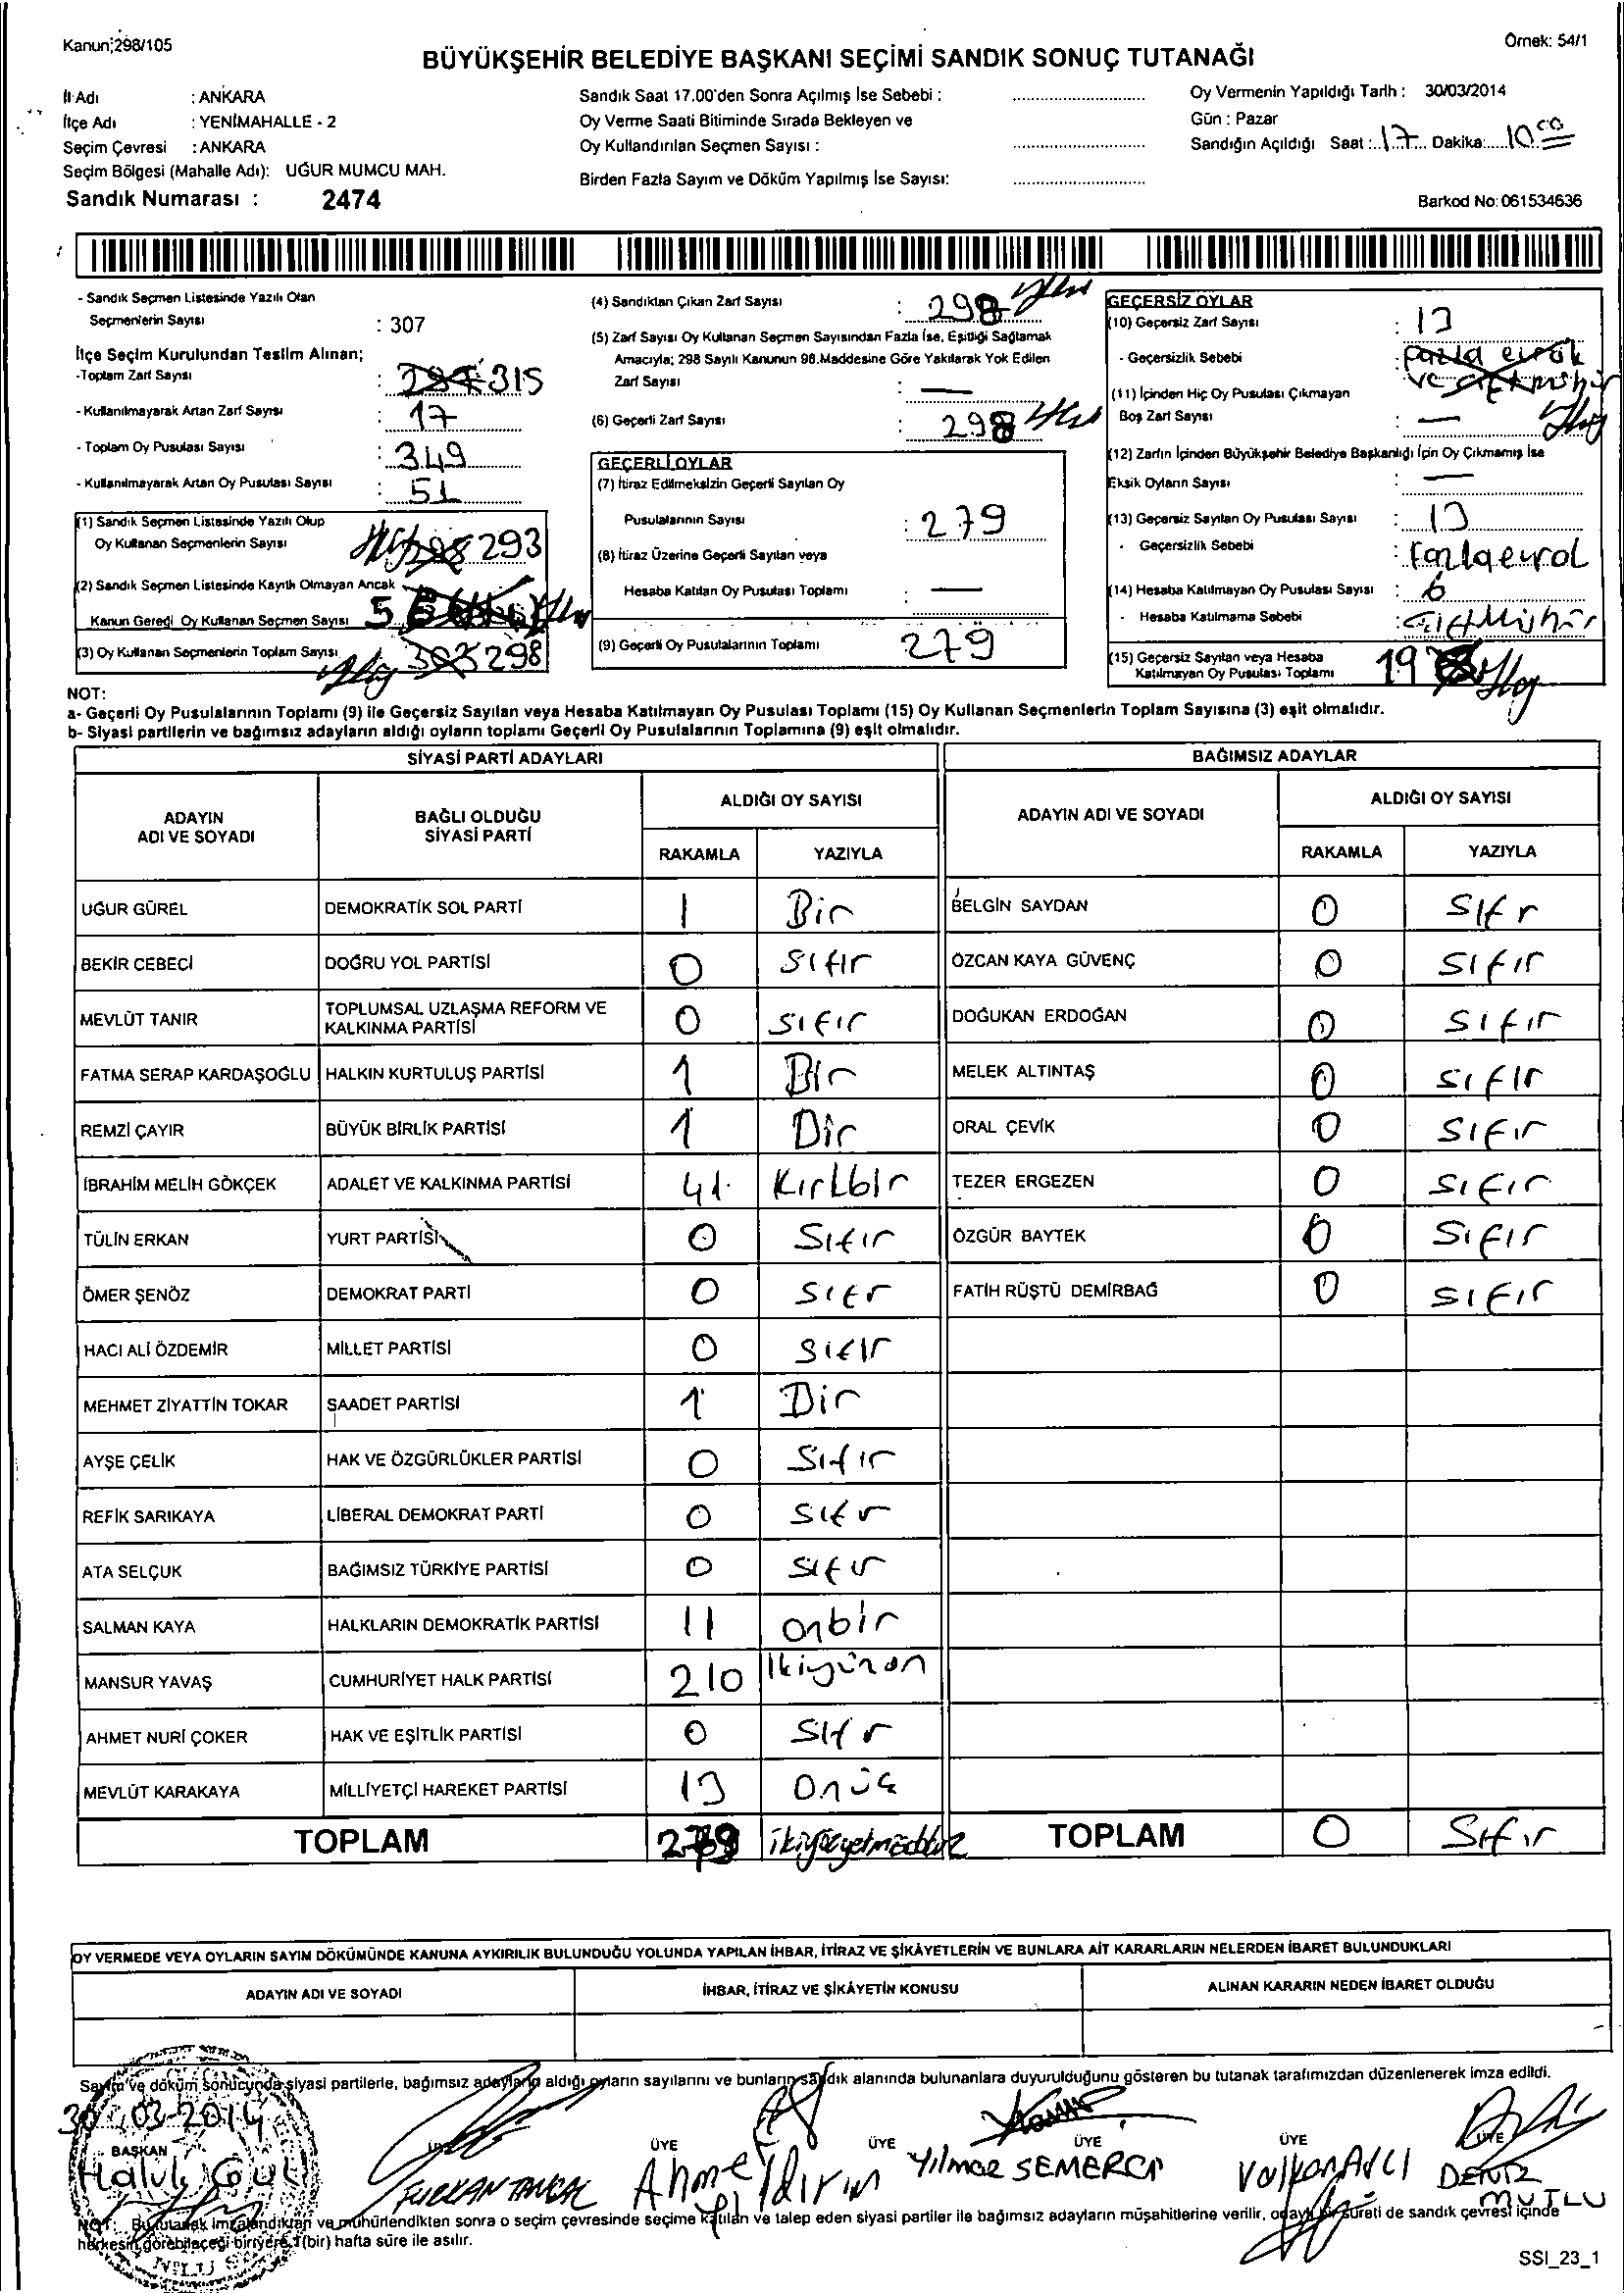 Kanun;298/105
Örnek: 54/1
BÜYÜKŞEHİR BELEDİYE BAŞKANI SEÇİMİ SANDIK SONUÇ TUTANAĞI
İl Adı : ANKARA
İlçe Adı : YENİMAHALLE - 2
Seçim Çevresi : ANKARA
Seçim Bölgesi (Mahalle Adı): UĞUR MUMCU MAH.
Sandık Numarası : 2474
Sandık Saat 17.00'den Sonra Açılmış İse Sebebi :
Oy Verme Saati Bitiminde Sırada Bekleyen ve
Oy Kullandırılan Seçmen Sayısı :
Birden Fazla Sayım ve Döküm Yapılmış İse Sayısı:
Oy Vermenin Yapıldığı Tarih : 30/03/2014
Gün : Pazar
Sandığın Açıldığı Saat : 17 Dakika: 10
Barkod No: 061534636
- Sandık Seçmen Listesinde Yazılı Olan
Seçmenlerin Sayısı : 307
İlçe Seçim Kurulundan Teslim Alınan;
-Toplam Zarf Sayısı : 315
- Kullanılmayarak Artan Zarf Sayısı : 17
- Toplam Oy Pusulası Sayısı : 349
- Kullanılmayarak Artan Oy Pusulası Sayısı : 51
(1) Sandık Seçmen Listesinde Yazılı Olup
Oy Kullanan Seçmenlerin Sayısı 293
(2) Sandık Seçmen Listesinde Kayıtlı Olmayan Ancak
Kanun Gereği Oy Kullanan Seçmen Sayısı 5
(3) Oy Kullanan Seçmenlerin Toplam Sayısı 298
(4) Sandıktan Çıkan Zarf Sayısı : 298
(5) Zarf Sayısı Oy Kullanan Seçmen Sayısından Fazla İse, Eşitliği Sağlamak
Amacıyla; 298 Sayılı Kanunun 98.Maddesine Göre Yakılarak Yok Edilen
Zarf Sayısı : —
(6) Geçerli Zarf Sayısı : 298
GEÇERLİ OYLAR
(7) İtiraz Edilmeksizin Geçerli Sayılan Oy
Pusulalarının Sayısı : 279
(8) İtiraz Üzerine Geçerli Sayılan veya
Hesaba Katılan Oy Pusulası Toplamı : —
(9) Geçerli Oy Pusulalarının Toplamı 279
GEÇERSİZ OYLAR
(10) Geçersiz Zarf Sayısı : 13
- Geçersizlik Sebebi : fazla evrak
ve çift mühür
(11) İçinden Hiç Oy Pusulası Çıkmayan
Boş Zarf Sayısı : —
(12) Zarfın İçinden Büyükşehir Belediye Başkanlığı İçin Oy Çıkmamış İse
Eksik Oyların Sayısı : —
(13) Geçersiz Sayılan Oy Pusulası Sayısı : 13
- Geçersizlik Sebebi : Fazla evrak
(14) Hesaba Katılmayan Oy Pusulası Sayısı : 6
- Hesaba Katılmama Sebebi : Çift Mühür
(15) Geçersiz Sayılan veya Hesaba
Katılmayan Oy Pusulası Toplamı 19
NOT:
a- Geçerli Oy Pusulalarının Toplamı (9) ile Geçersiz Sayılan veya Hesaba Katılmayan Oy Pusulası Toplamı (15) Oy Kullanan Seçmenlerin Toplam Sayısına (3) eşit olmalıdır.
b- Siyasi partilerin ve bağımsız adayların aldığı oyların toplamı Geçerli Oy Pusulalarının Toplamına (9) eşit olmalıdır.
SİYASİ PARTİ ADAYLARI BAĞIMSIZ ADAYLAR
ADAYIN ADI VE SOYADI BAĞLI OLDUĞU SİYASİ PARTİ ALDIĞI OY SAYISI ADAYIN ADI VE SOYADI ALDIĞI OY SAYISI
RAKAMLA YAZIYLA RAKAMLA YAZIYLA
UĞUR GÜREL DEMOKRATİK SOL PARTİ 1 Bir BELGİN SAYDAN 0 Sıfr
BEKİR CEBECİ DOĞRU YOL PARTİSİ 0 Sıfır ÖZCAN KAYA GÜVENÇ 0 Sıfır
MEVLÜT TANIR TOPLUMSAL UZLAŞMA REFORM VE KALKINMA PARTİSİ 0 Sıfır DOĞUKAN ERDOĞAN 0 Sıfır
FATMA SERAP KARDAŞOĞLU HALKIN KURTULUŞ PARTİSİ 1 Bir MELEK ALTINTAŞ 0 Sıfır
REMZİ ÇAYIR BÜYÜK BİRLİK PARTİSİ 1 Bir ORAL ÇEVİK 0 Sıfır
İBRAHİM MELİH GÖKÇEK ADALET VE KALKINMA PARTİSİ 41 Kırkbir TEZER ERGEZEN 0 Sıfır
TÜLİN ERKAN YURT PARTİSİ 0 Sıfır ÖZGÜR BAYTEK 0 Sıfır
ÖMER ŞENÖZ DEMOKRAT PARTİ 0 Sıfr FATİH RÜŞTÜ DEMİRBAĞ 0 Sıfır
HACI ALİ ÖZDEMİR MİLLET PARTİSİ 0 Sıfır
MEHMET ZİYATTİN TOKAR SAADET PARTİSİ 1 Bir
AYŞE ÇELİK HAK VE ÖZGÜRLÜKLER PARTİSİ 0 Sıfır
REFİK SARIKAYA LİBERAL DEMOKRAT PARTİ 0 Sıfır
ATA SELÇUK BAĞIMSIZ TÜRKİYE PARTİSİ 0 Sıfır
SALMAN KAYA HALKLARIN DEMOKRATİK PARTİSİ 11 Onbir
MANSUR YAVAŞ CUMHURİYET HALK PARTİSİ 210 İkiyüzon
AHMET NURİ ÇOKER HAK VE EŞİTLİK PARTİSİ 0 Sıfr
MEVLÜT KARAKAYA MİLLİYETÇİ HAREKET PARTİSİ 13 Onüç
TOPLAM 279 ikiyüzyetmişdokuz TOPLAM 0 Sıfır
OY VERMEDE VEYA OYLARIN SAYIM DÖKÜMÜNDE KANUNA AYKIRILIK BULUNDUĞU YOLUNDA YAPILAN İHBAR, İTİRAZ VE ŞİKÂYETLERİN VE BUNLARA AİT KARARLARIN NELERDEN İBARET BULUNDUKLARI
ADAYIN ADI VE SOYADI İHBAR, İTİRAZ VE ŞİKÂYETİN KONUSU ALINAN KARARIN NEDEN İBARET OLDUĞU
Sayım ve döküm sonucunda siyasi partilerle, bağımsız adayların aldığı oyların sayılarını ve bunların sandık alanında bulunanlara duyurulduğunu gösteren bu tutanak tarafımızdan düzenlenerek imza edildi.
30.03.2014
BAŞKAN ÜYE ÜYE ÜYE ÜYE ÜYE ÜYE
Haluk Gül FURKAN Ahmet Yıldırım Yılmaz SEMERCİ Volkan AVCI DENİZ MUTLU
NOT: Bu tutanak imzalandıktan ve mühürlendikten sonra o seçim çevresinde seçime katılan ve talep eden siyasi partiler ile bağımsız adayların müşahitlerine verilir, onaylı bir sureti de sandık çevresi içinde
herkesin görebileceği bir yere 1(bir) hafta süre ile asılır.
SSI_23_1